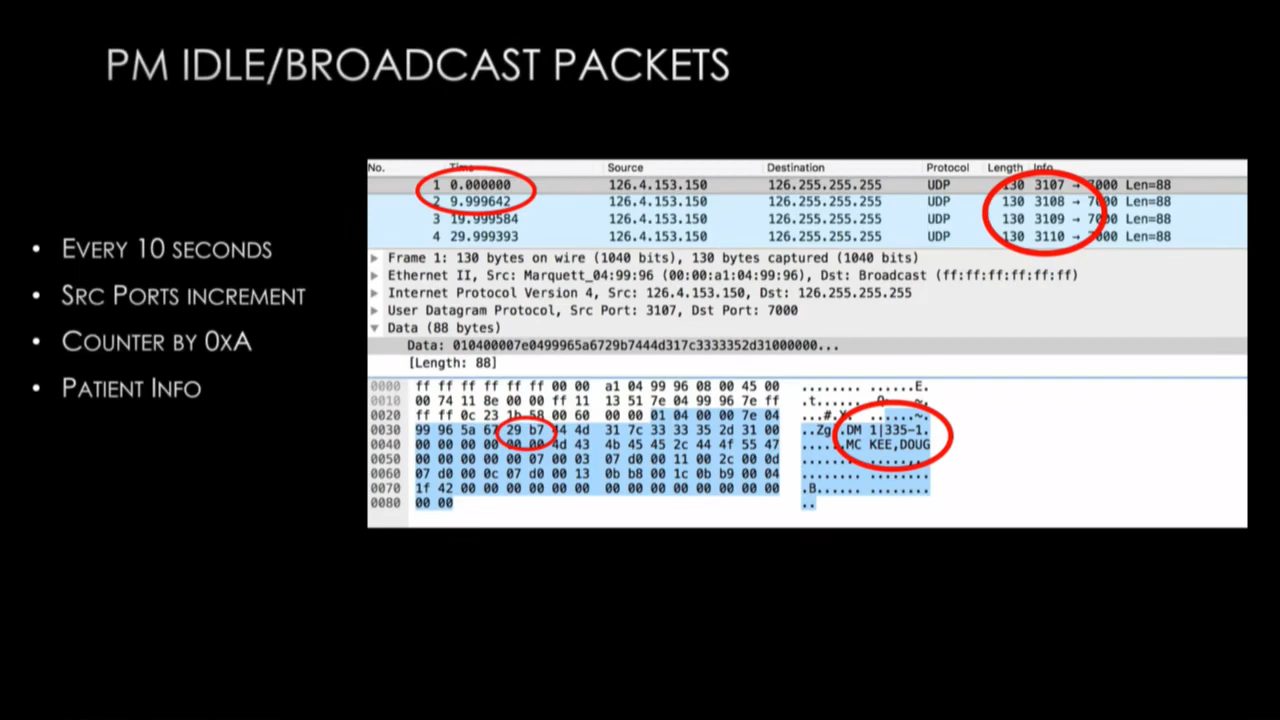 PM IDLE/BROADCAST PACKETS
• EVERY 10 SECONDS
• SRC PORTS INCREMENT
• COUNTER BY 0XA
• PATIENT INFO
No. Time Source Destination Protocol Length Info
1 0.000000 126.4.153.150 126.255.255.255 UDP 130 3107 → 7000 Len=88
2 9.999642 126.4.153.150 126.255.255.255 UDP 130 3108 → 7000 Len=88
3 19.999584 126.4.153.150 126.255.255.255 UDP 130 3109 → 7000 Len=88
4 29.999393 126.4.153.150 126.255.255.255 UDP 130 3110 → 7000 Len=88
Frame 1: 130 bytes on wire (1040 bits), 130 bytes captured (1040 bits)
Ethernet II, Src: Marquett_04:99:96 (00:00:a1:04:99:96), Dst: Broadcast (ff:ff:ff:ff:ff:ff)
Internet Protocol Version 4, Src: 126.4.153.150, Dst: 126.255.255.255
User Datagram Protocol, Src Port: 3107, Dst Port: 7000
Data (88 bytes)
Data: 010400007e0499965a6729b7444d317c3333352d31000000...
[Length: 88]
0000 ff ff ff ff ff ff 00 00 a1 04 99 96 08 00 45 00 ........ ......E.
0010 00 74 11 8e 00 00 ff 11 13 51 7e 04 99 96 7e ff .t...... .Q~...~.
0020 ff ff 0c 23 1b 58 00 60 00 00 01 04 00 00 7e 04 ...#.X.` ......~.
0030 99 96 5a 67 29 b7 44 4d 31 7c 33 33 35 2d 31 00 ..Zg).DM 1|335-1.
0040 00 00 00 00 00 00 4d 43 4b 45 45 2c 44 4f 55 47 ......MC KEE,DOUG
0050 00 00 00 00 00 07 00 03 07 d0 00 11 00 2c 00 0d ........ .....,..
0060 07 d0 00 0c 07 d0 00 13 0b b8 00 1c 0b b9 00 04 ........ ........
0070 1f 42 00 00 00 00 00 00 00 00 00 00 00 00 00 00 .B...... ........
0080 00 00 ..